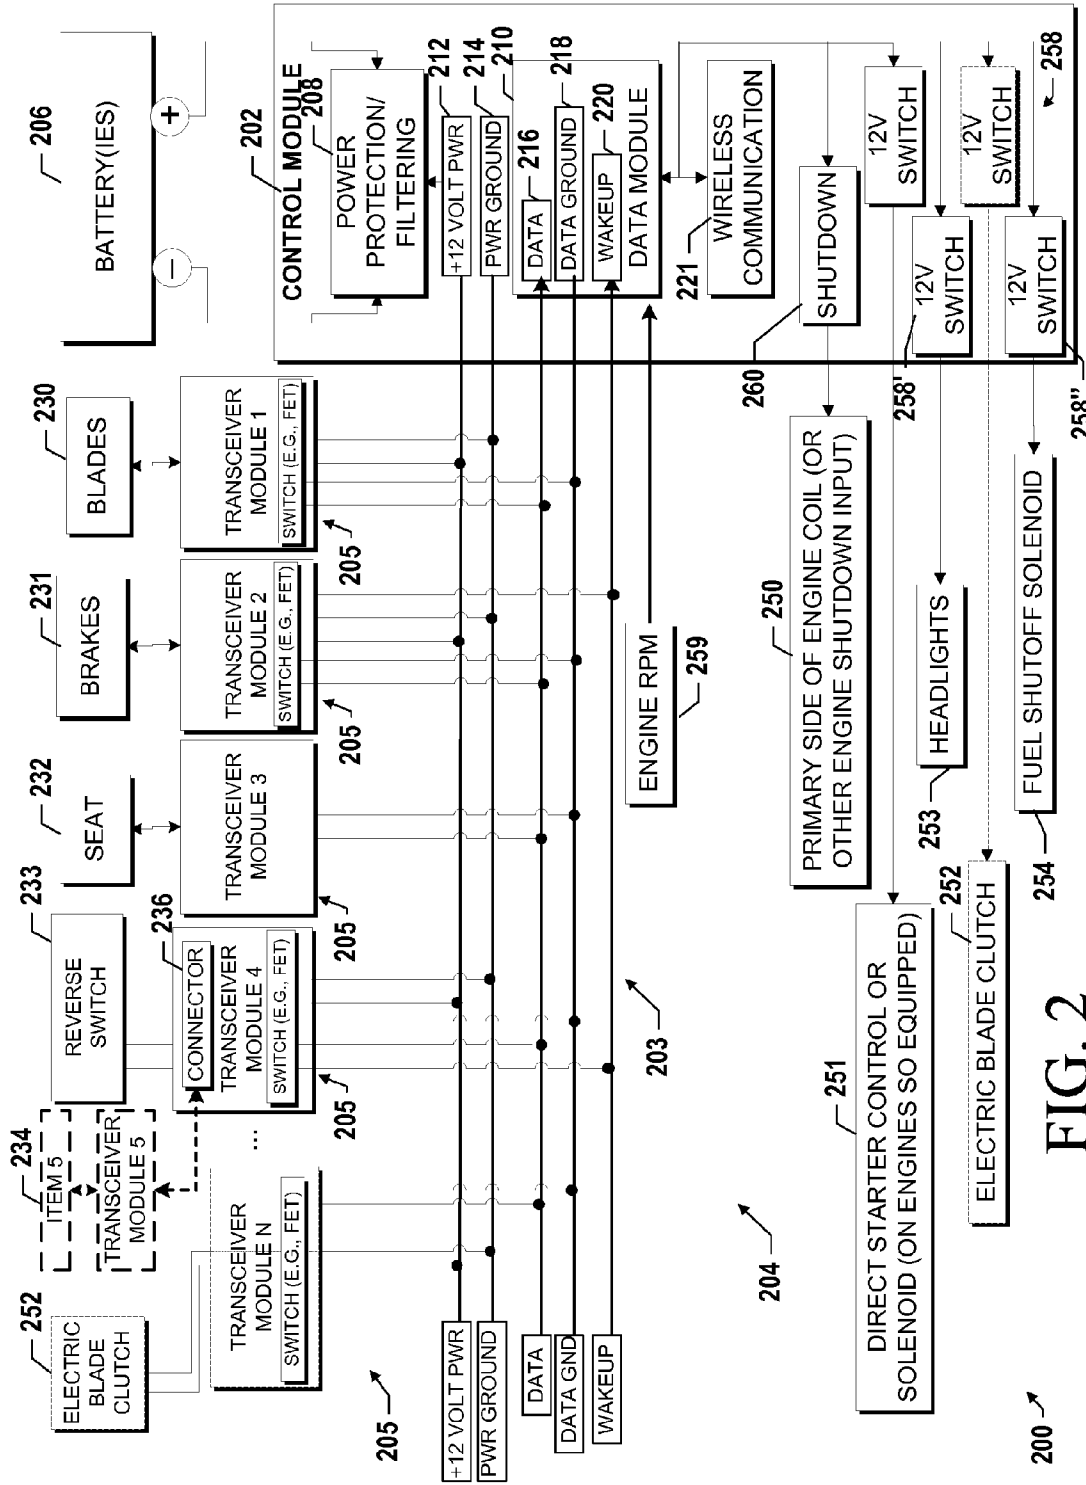 206
BATTERY(IES)
+
−
202
CONTROL MODULE
208
POWER
PROTECTION/
FILTERING
212
+12 VOLT PWR
214
PWR GROUND
210
216
DATA
218
DATA GROUND
220
WAKEUP
DATA MODULE
221
WIRELESS
COMMUNICATION
260
SHUTDOWN
12V
SWITCH
258'
12V
SWITCH
12V
SWITCH
12V
SWITCH
258
258''
230
BLADES
TRANSCEIVER
MODULE 1
SWITCH (E.G., FET)
205
231
BRAKES
TRANSCEIVER
MODULE 2
SWITCH (E.G., FET)
205
232
SEAT
TRANSCEIVER
MODULE 3
205
233
REVERSE
SWITCH
236
CONNECTOR
TRANSCEIVER
MODULE 4
SWITCH (E.G., FET)
205
234
ITEM 5
TRANSCEIVER
MODULE 5
...
252
ELECTRIC
BLADE
CLUTCH
TRANSCEIVER
MODULE N
SWITCH (E.G., FET)
205
+12 VOLT PWR
PWR GROUND
DATA
DATA GND
WAKEUP
203
ENGINE RPM
259
204
250
PRIMARY SIDE OF ENGINE COIL (OR
OTHER ENGINE SHUTDOWN INPUT)
251
DIRECT STARTER CONTROL OR
SOLENOID (ON ENGINES SO EQUIPPED)
HEADLIGHTS
253
252
ELECTRIC BLADE CLUTCH
FUEL SHUTOFF SOLENOID
254
200
FIG. 2